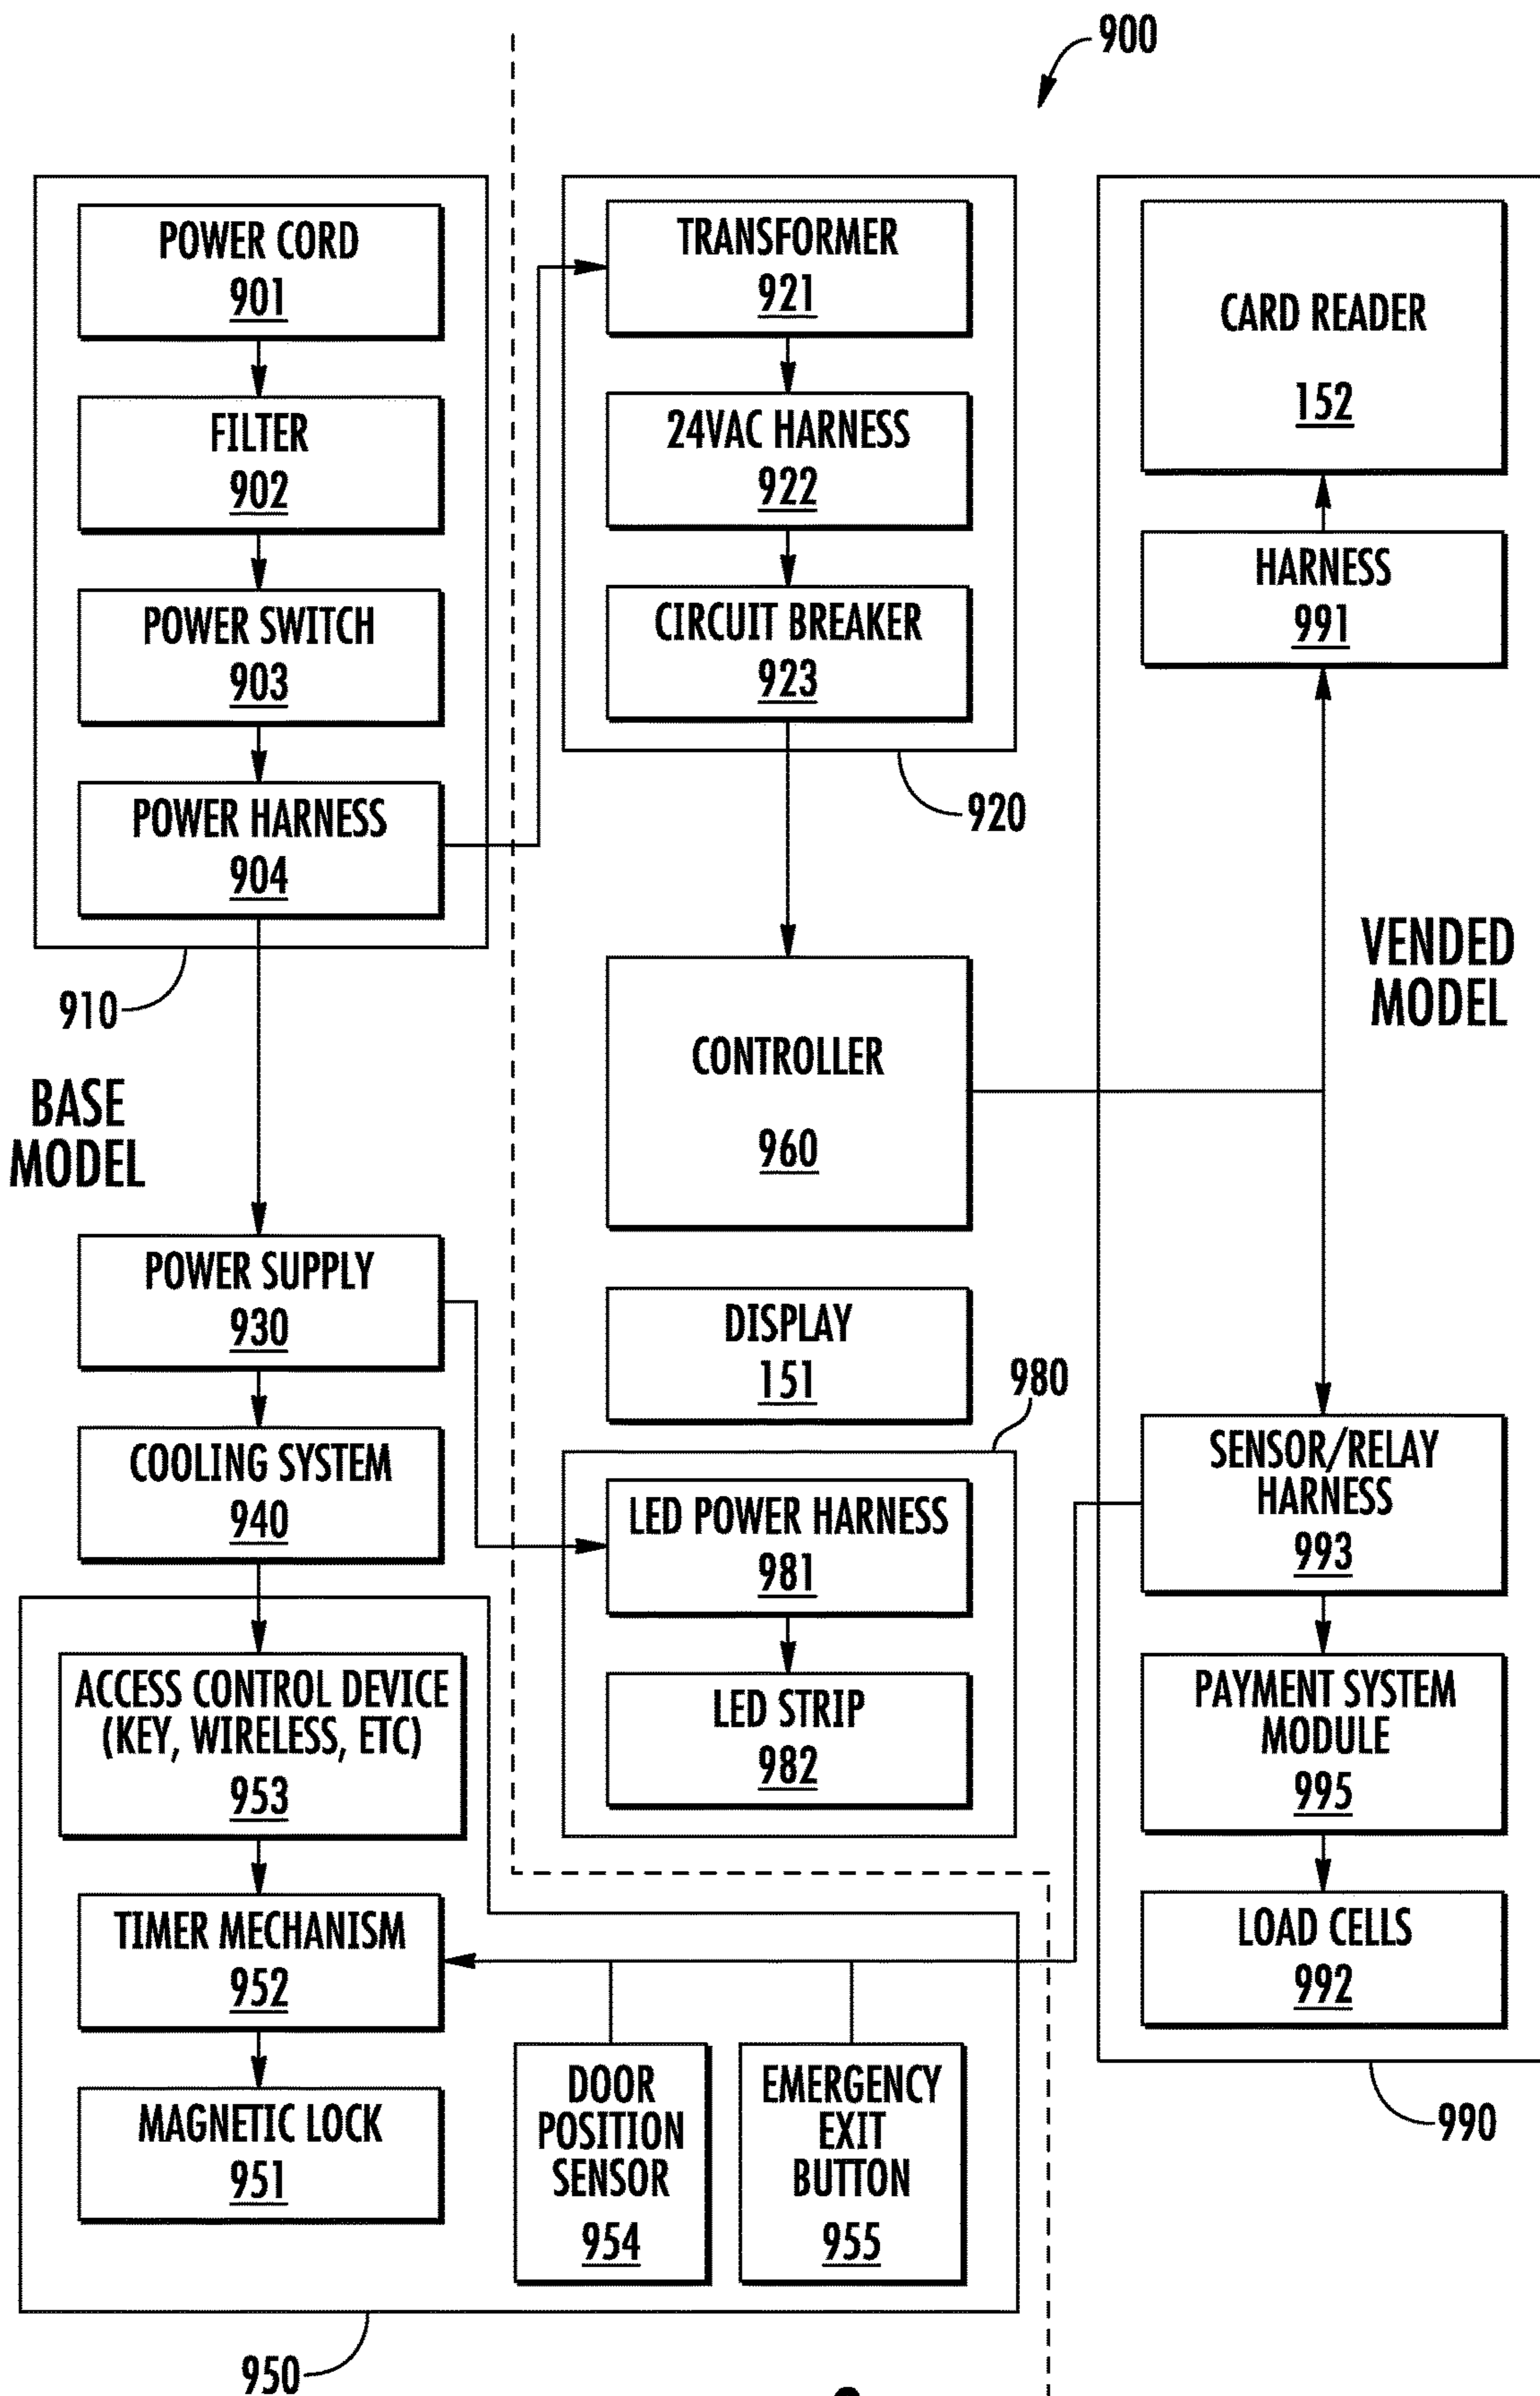 900
POWER CORD
901
FILTER
902
POWER SWITCH
903
POWER HARNESS
904
910
BASE
MODEL
POWER SUPPLY
930
COOLING SYSTEM
940
ACCESS CONTROL DEVICE
(KEY, WIRELESS, ETC)
953
TIMER MECHANISM
952
MAGNETIC LOCK
951
DOOR
POSITION
SENSOR
954
EMERGENCY
EXIT
BUTTON
955
950
TRANSFORMER
921
24VAC HARNESS
922
CIRCUIT BREAKER
923
920
CONTROLLER
960
DISPLAY
151
980
LED POWER HARNESS
981
LED STRIP
982
CARD READER
152
HARNESS
991
VENDED
MODEL
SENSOR/RELAY
HARNESS
993
PAYMENT SYSTEM
MODULE
995
LOAD CELLS
992
990